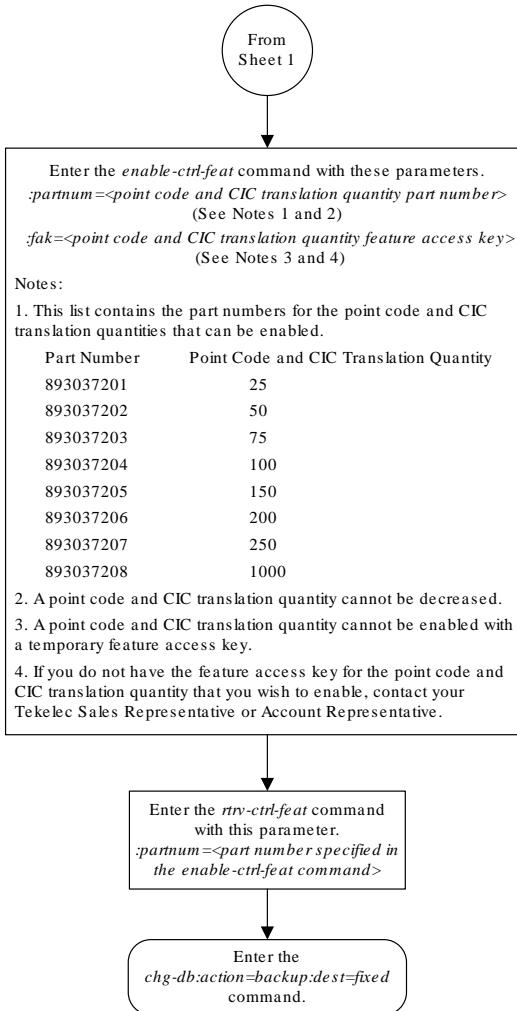 From
Sheet 1
Enter the enable-ctrl-feat command with these parameters.
:partnum=<point code and CIC translation quantity part number>
(See Notes 1 and 2)
:fak=<point code and CIC translation quantity feature access key>
(See Notes 3 and 4)
Notes:
1. This list contains the part numbers for the point code and CIC
translation quantities that can be enabled.
Part Number Point Code and CIC Translation Quantity
893037201 25
893037202 50
893037203 75
893037204 100
893037205 150
893037206 200
893037207 250
893037208 1000
2. A point code and CIC translation quantity cannot be decreased.
3. A point code and CIC translation quantity cannot be enabled with
a temporary feature access key.
4. If you do not have the feature access key for the point code and
CIC translation quantity that you wish to enable, contact your
Tekelec Sales Representative or Account Representative.
Enter the rtrv-ctrl-feat command
with this parameter.
:partnum=<part number specified in
the enable-ctrl-feat command>
Enter the
chg-db:action=backup:dest=fixed
command.